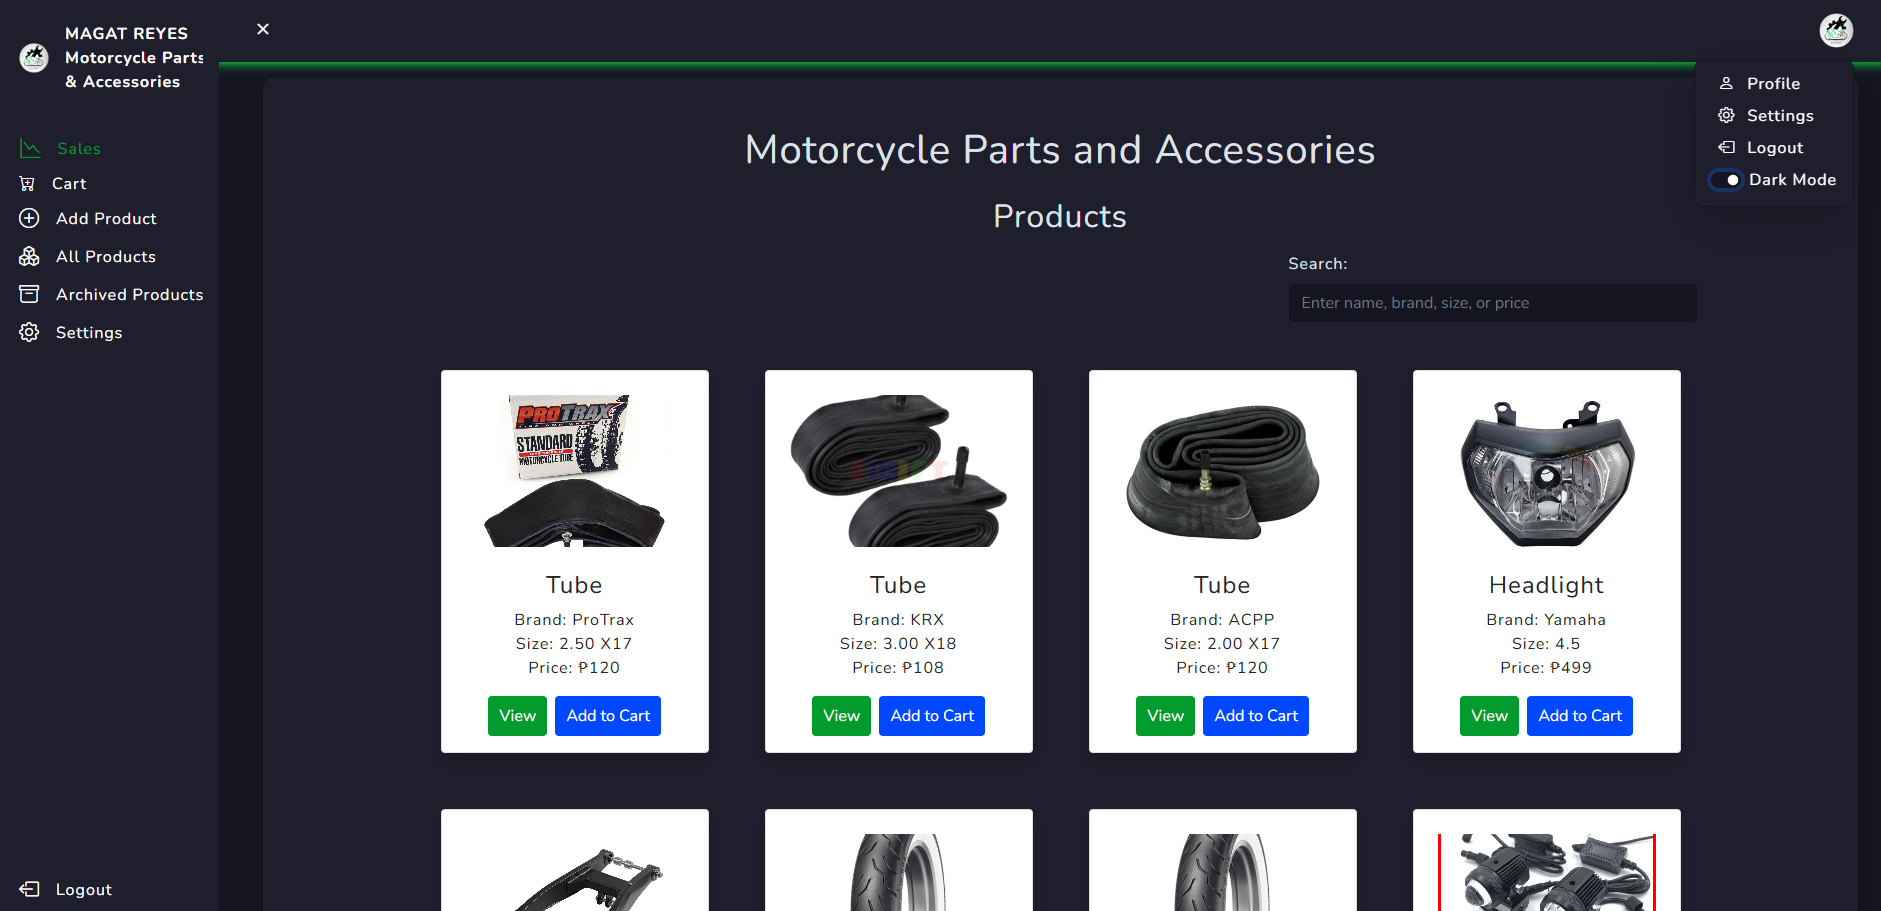 MAGAT REYES
Motorcycle Parts
& Accessories
Sales
Cart
Add Product
All Products
Archived Products
Settings
Logout
Profile
Settings
Logout
Dark Mode
Motorcycle Parts and Accessories
Products
Search:
Enter name, brand, size, or price
PROTRAX
STANDARD
MOTORCYCLE TUBE
Tube
Brand: ProTrax
Size: 2.50 X17
Price: ₱120
View
Add to Cart
Tube
Brand: KRX
Size: 3.00 X18
Price: ₱108
View
Add to Cart
Tube
Brand: ACPP
Size: 2.00 X17
Price: ₱120
View
Add to Cart
Headlight
Brand: Yamaha
Size: 4.5
Price: ₱499
View
Add to Cart